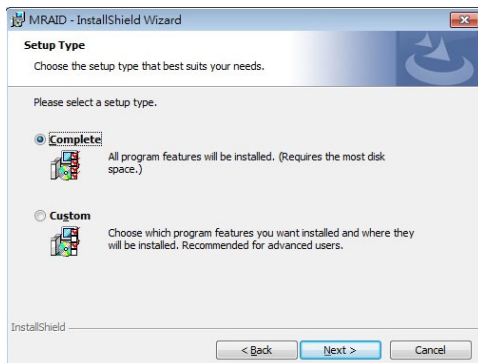 MRAID - InstallShield Wizard
Setup Type
Choose the setup type that best suits your needs.
Please select a setup type.
Complete
All program features will be installed. (Requires the most disk
space.)
Custom
Choose which program features you want installed and where they
will be installed. Recommended for advanced users.
InstallShield
< Back Next > Cancel